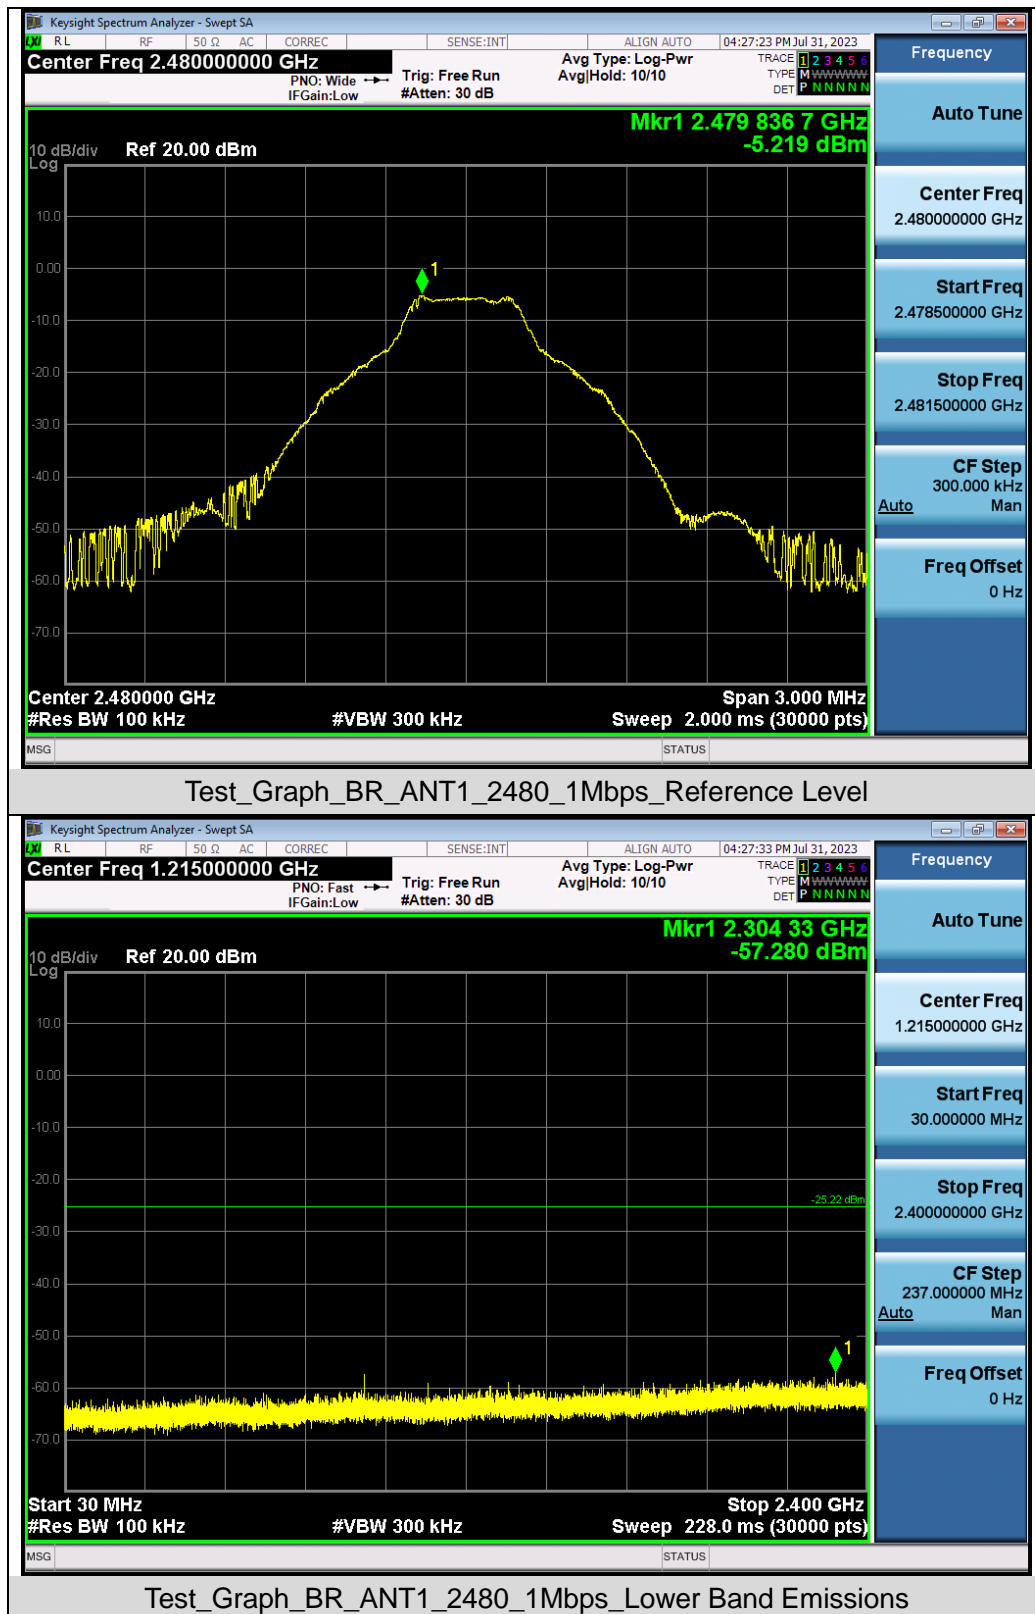 Keysight Spectrum Analyzer - Swept SA
LXI RL RF 50 Ω AC CORREC SENSE:INT ALIGN AUTO 04:27:23 PM Jul 31, 2023
Center Freq 2.480000000 GHz
PNO: Wide
IFGain:Low
Trig: Free Run
#Atten: 30 dB
Avg Type: Log-Pwr
Avg|Hold: 10/10
TRACE 1 2 3 4 5 6
TYPE M WWWWW
DET P N N N N N
Frequency
Auto Tune
Center Freq
2.480000000 GHz
Start Freq
2.478500000 GHz
Stop Freq
2.481500000 GHz
CF Step
300.000 kHz
Auto Man
Freq Offset
0 Hz
Mkr1 2.479 836 7 GHz
-5.219 dBm
10 dB/div Ref 20.00 dBm
Log
10.0
0.00
1
-10.0
-20.0
-30.0
-40.0
-50.0
-60.0
-70.0
Center 2.480000 GHz Span 3.000 MHz
#Res BW 100 kHz #VBW 300 kHz Sweep 2.000 ms (30000 pts)
MSG STATUS
Test_Graph_BR_ANT1_2480_1Mbps_Reference Level
Keysight Spectrum Analyzer - Swept SA
LXI RL RF 50 Ω AC CORREC SENSE:INT ALIGN AUTO 04:27:33 PM Jul 31, 2023
Center Freq 1.215000000 GHz
PNO: Fast
IFGain:Low
Trig: Free Run
#Atten: 30 dB
Avg Type: Log-Pwr
Avg|Hold: 10/10
TRACE 1 2 3 4 5 6
TYPE M WWWWW
DET P N N N N N
Frequency
Auto Tune
Center Freq
1.215000000 GHz
Start Freq
30.000000 MHz
Stop Freq
2.400000000 GHz
CF Step
237.000000 MHz
Auto Man
Freq Offset
0 Hz
Mkr1 2.304 33 GHz
-57.280 dBm
10 dB/div Ref 20.00 dBm
Log
10.0
0.00
-10.0
-20.0
-25.22 dBm
-30.0
-40.0
-50.0
1
-60.0
-70.0
Start 30 MHz Stop 2.400 GHz
#Res BW 100 kHz #VBW 300 kHz Sweep 228.0 ms (30000 pts)
MSG STATUS
Test_Graph_BR_ANT1_2480_1Mbps_Lower Band Emissions